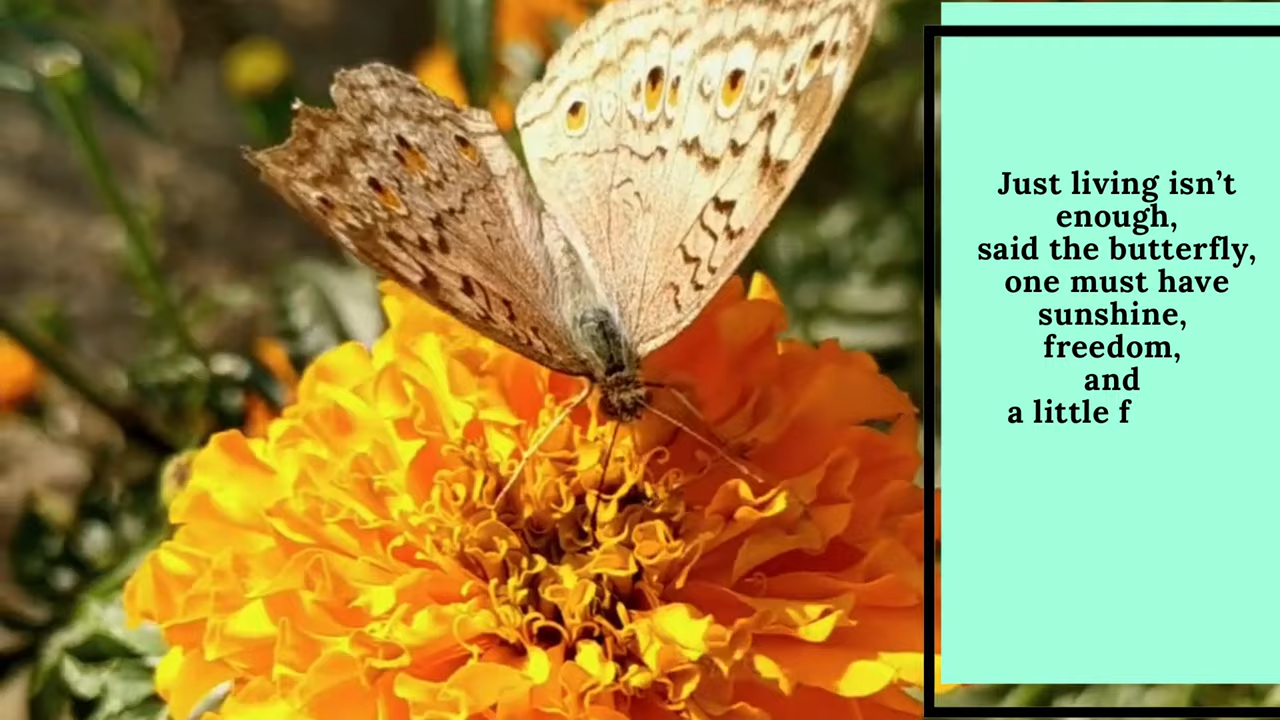 Just living isn’t
enough,
said the butterfly,
one must have
sunshine,
freedom,
and
a little f